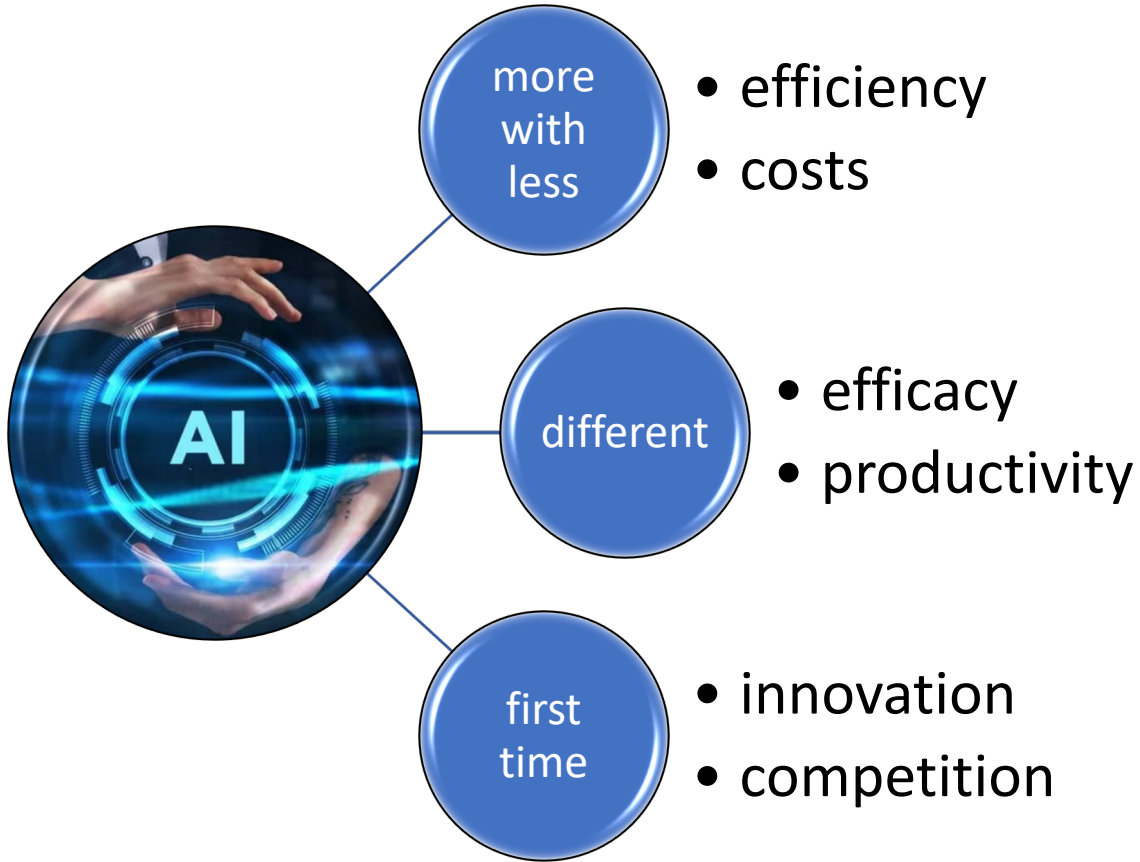 AI
more
with
less
• efficiency
• costs
different
• efficacy
• productivity
first
time
• innovation
• competition